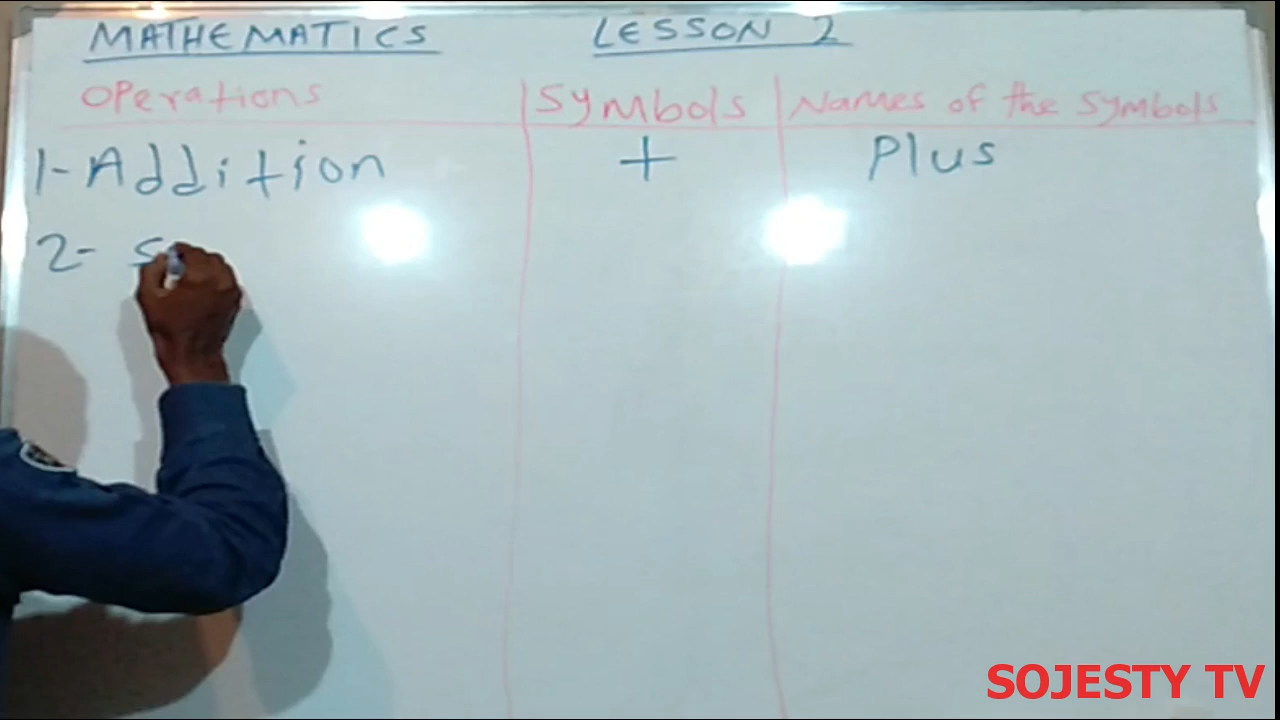 MATHEMATICS LESSON 2
Operations Symbols Names of the Symbols
1- Addition + Plus
2- S
SOJESTY TV